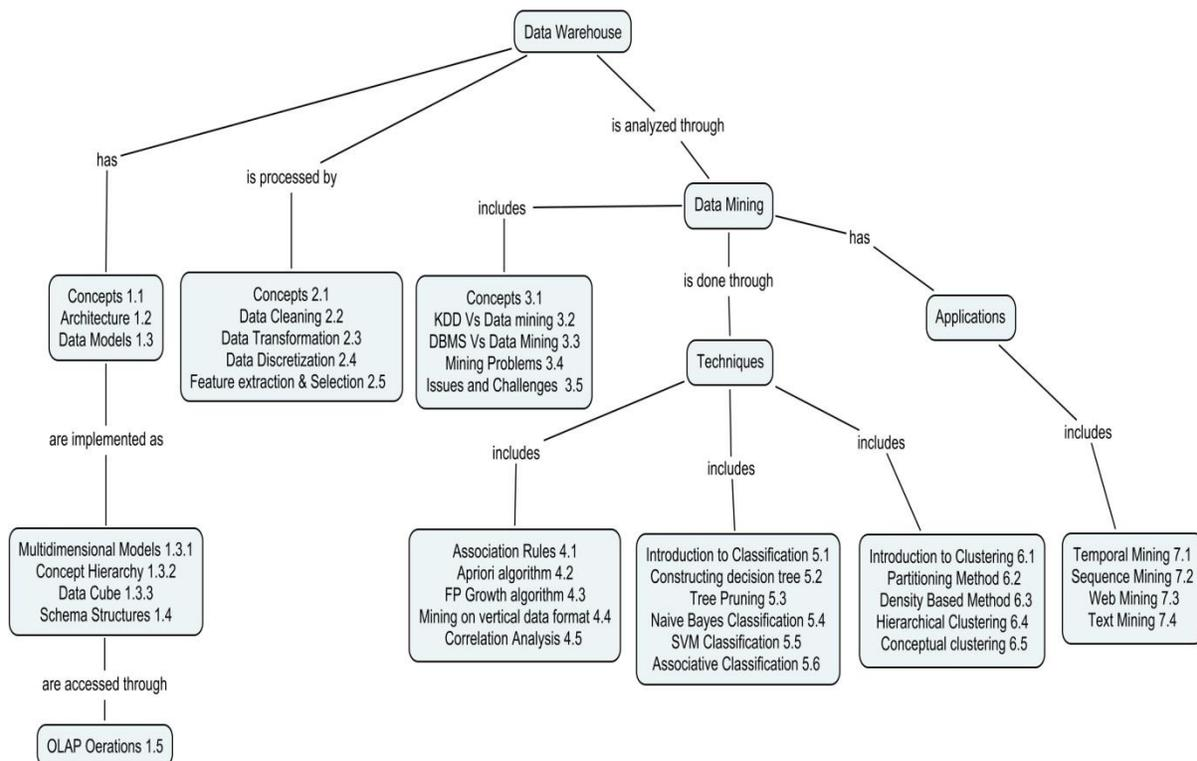 Data Warehouse
is analyzed through
has
is processed by
Data Mining
includes
has
is done through
Concepts 1.1
Architecture 1.2
Data Models 1.3
Concepts 2.1
Data Cleaning 2.2
Data Transformation 2.3
Data Discretization 2.4
Feature extraction & Selection 2.5
Concepts 3.1
KDD Vs Data mining 3.2
DBMS Vs Data Mining 3.3
Mining Problems 3.4
Issues and Challenges 3.5
Applications
Techniques
are implemented as
includes
includes
includes
includes
Multidimensional Models 1.3.1
Concept Hierarchy 1.3.2
Data Cube 1.3.3
Schema Structures 1.4
Association Rules 4.1
Apriori algorithm 4.2
FP Growth algorithm 4.3
Mining on vertical data format 4.4
Correlation Analysis 4.5
Introduction to Classification 5.1
Constructing decision tree 5.2
Tree Pruning 5.3
Naive Bayes Classification 5.4
SVM Classification 5.5
Associative Classification 5.6
Introduction to Clustering 6.1
Partitioning Method 6.2
Density Based Method 6.3
Hierarchical Clustering 6.4
Conceptual clustering 6.5
Temporal Mining 7.1
Sequence Mining 7.2
Web Mining 7.3
Text Mining 7.4
are accessed through
OLAP Oerations 1.5